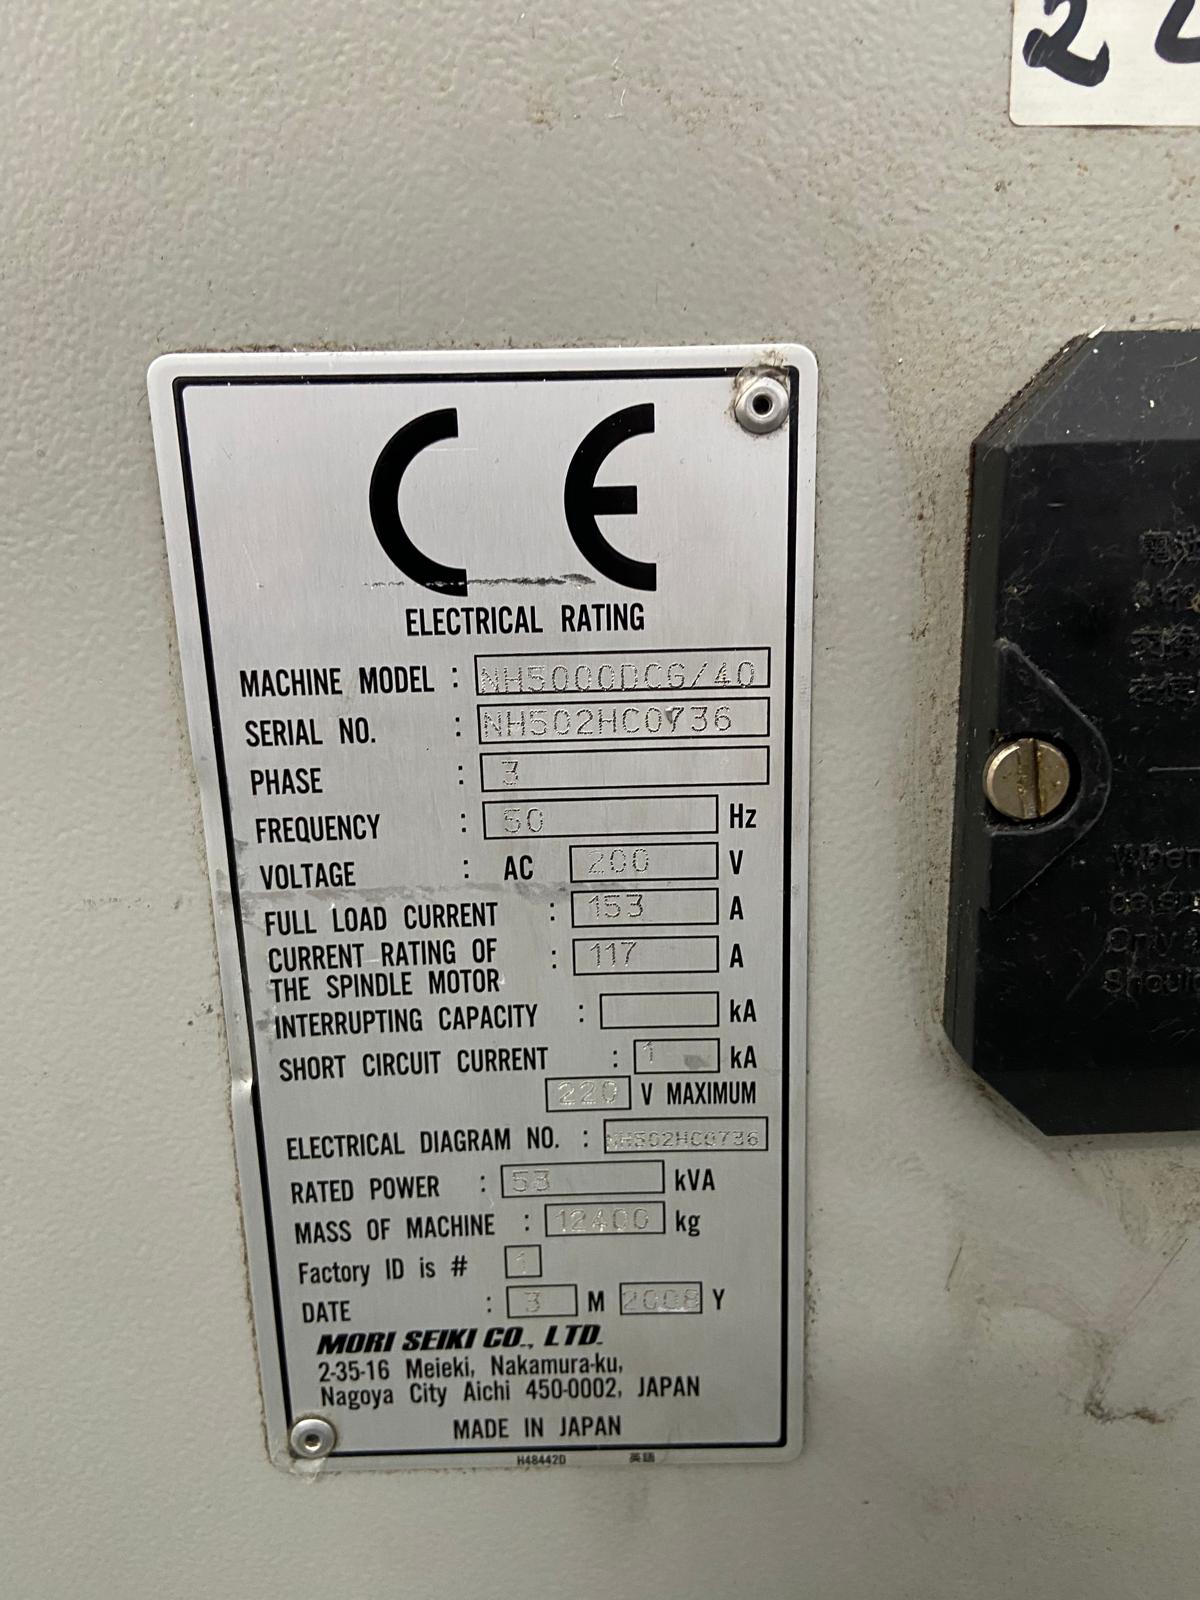 2
CE
ELECTRICAL RATING
MACHINE MODEL : NH5000DCG/40
SERIAL NO. : NH502HC0736
PHASE : 3
FREQUENCY : 50 Hz
VOLTAGE : AC 200 V
FULL LOAD CURRENT : 153 A
CURRENT RATING OF
THE SPINDLE MOTOR : 117 A
INTERRUPTING CAPACITY : kA
SHORT CIRCUIT CURRENT : 1 kA
220 V MAXIMUM
ELECTRICAL DIAGRAM NO. : NH502HC0736
RATED POWER : 53 kVA
MASS OF MACHINE : 12400 kg
Factory ID is # 1
DATE : 3 M 2008 Y
MORI SEIKI CO., LTD.
2-35-16 Meieki, Nakamura-ku,
Nagoya City Aichi 450-0002, JAPAN
MADE IN JAPAN
H48442D 英語
When
Only
Should